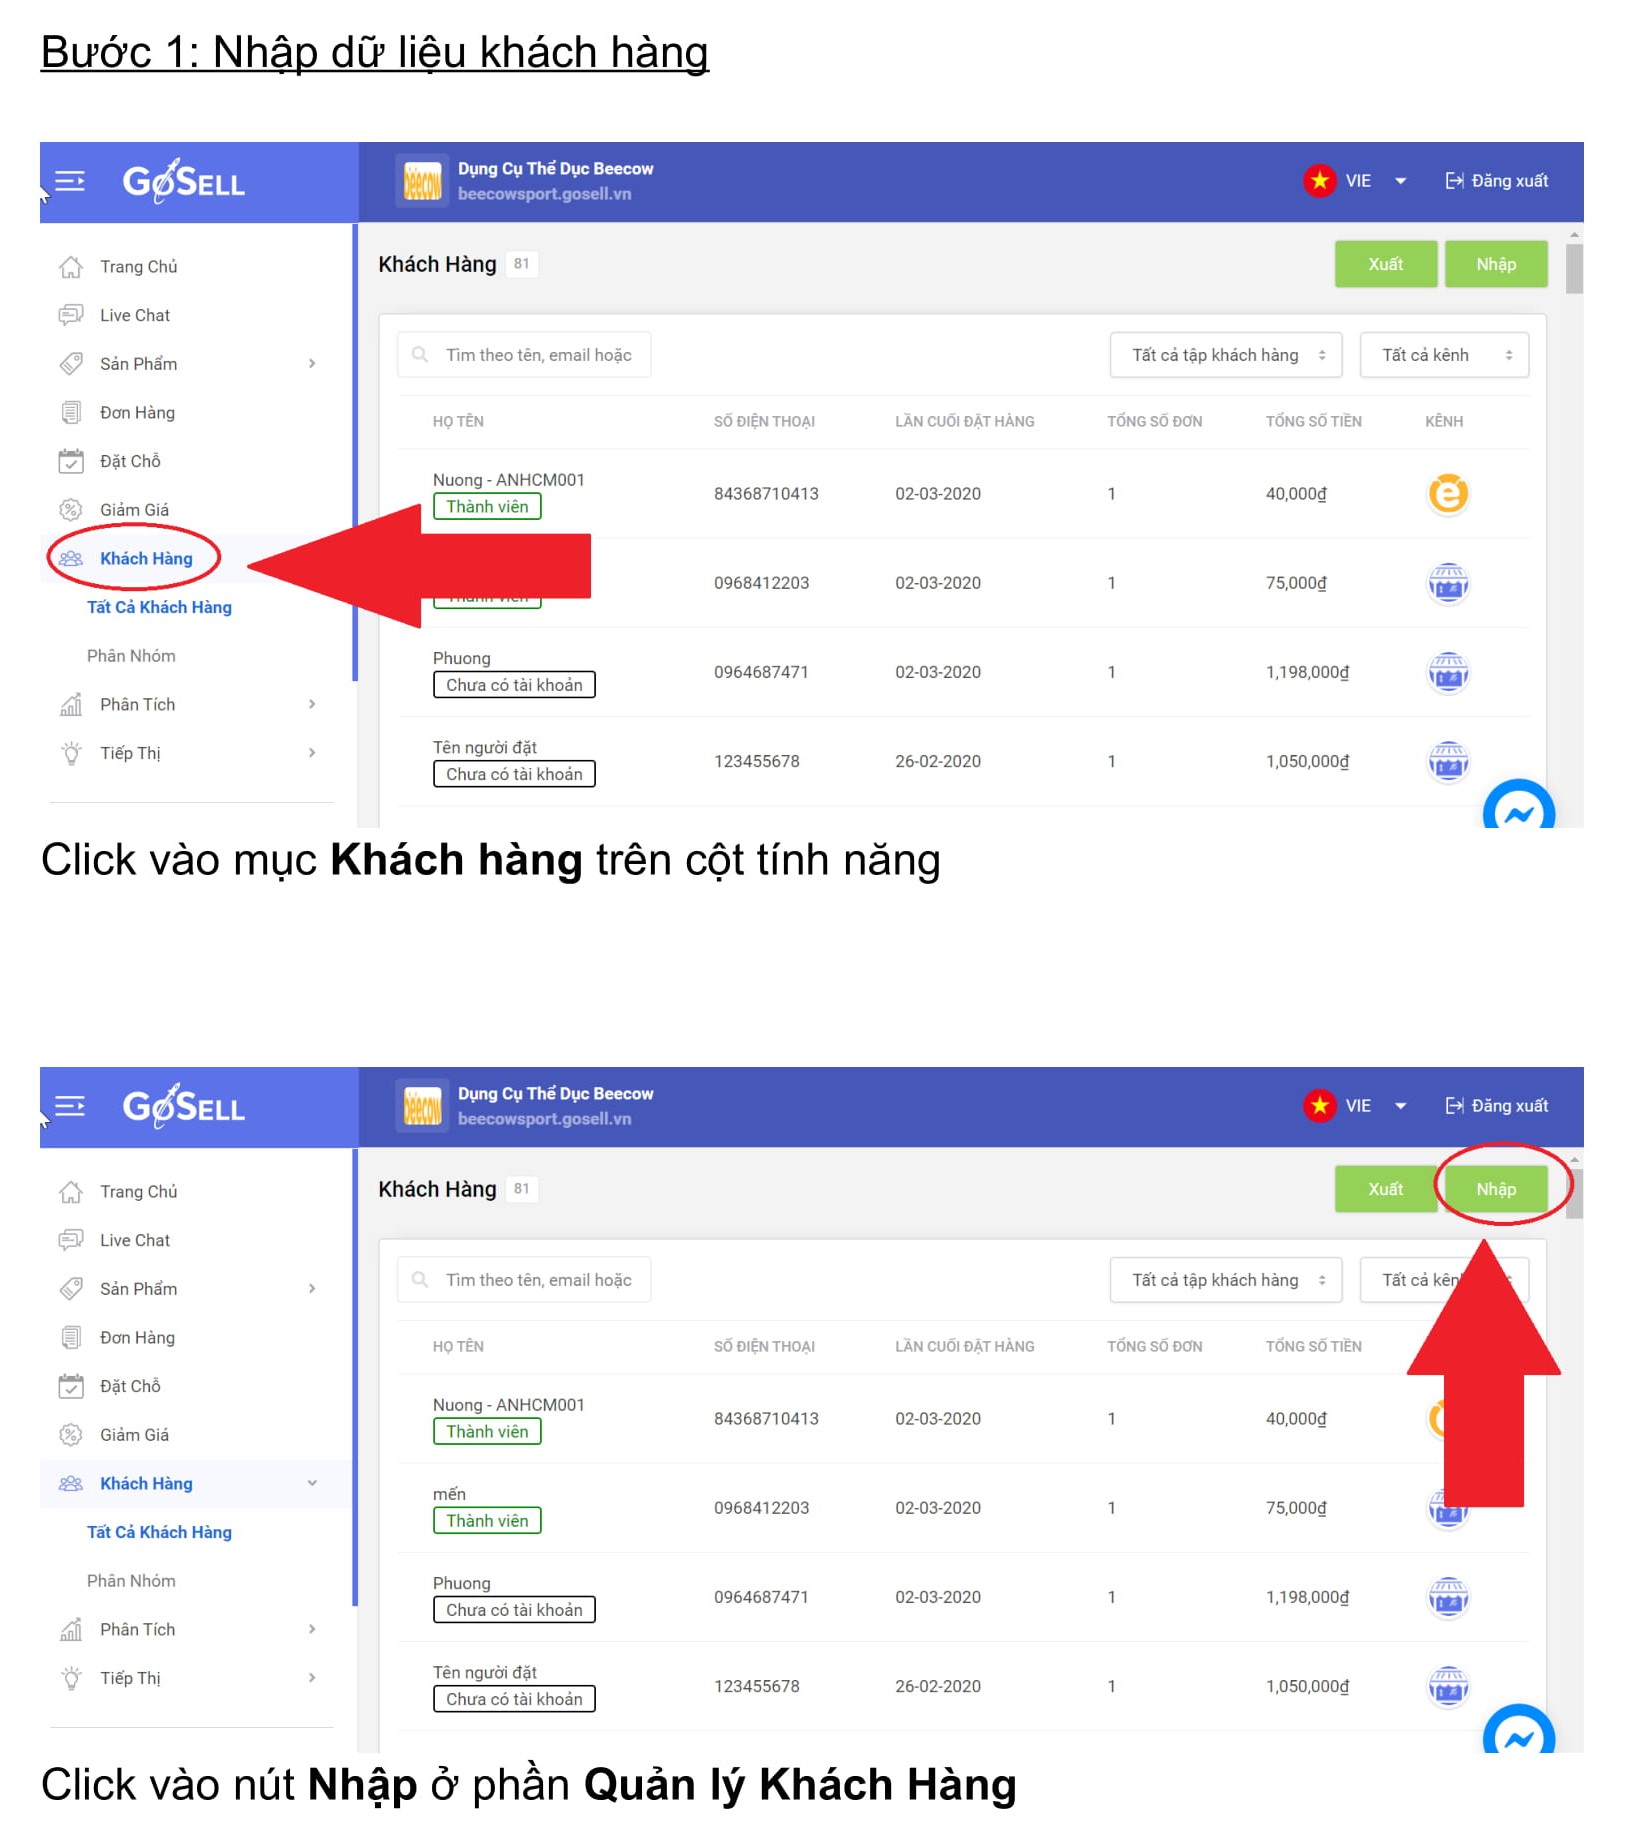 Bước 1: Nhập dữ liệu khách hàng
GoSELL
Dụng Cụ Thể Dục Beecow
beecowsport.gosell.vn
beecow
VIE
Đăng xuất
Trang Chủ
Live Chat
Sản Phẩm
Đơn Hàng
Đặt Chỗ
Giảm Giá
Khách Hàng
Tất Cả Khách Hàng
Phân Nhóm
Phân Tích
Tiếp Thị
Khách Hàng 81
Xuất
Nhập
Tìm theo tên, email hoặc
Tất cả tập khách hàng
Tất cả kênh
HỌ TÊN SỐ ĐIỆN THOẠI LẦN CUỐI ĐẶT HÀNG TỔNG SỐ ĐƠN TỔNG SỐ TIỀN KÊNH
Nuong - ANHCM001
Thành viên
84368710413 02-03-2020 1 40,000₫
0968412203 02-03-2020 1 75,000₫
Phuong
Chưa có tài khoản
0964687471 02-03-2020 1 1,198,000₫
Tên người đặt
Chưa có tài khoản
123455678 26-02-2020 1 1,050,000₫
Click vào mục Khách hàng trên cột tính năng
GoSELL
Dụng Cụ Thể Dục Beecow
beecowsport.gosell.vn
beecow
VIE
Đăng xuất
Trang Chủ
Live Chat
Sản Phẩm
Đơn Hàng
Đặt Chỗ
Giảm Giá
Khách Hàng
Tất Cả Khách Hàng
Phân Nhóm
Phân Tích
Tiếp Thị
Khách Hàng 81
Xuất
Nhập
Tìm theo tên, email hoặc
Tất cả tập khách hàng
Tất cả
HỌ TÊN SỐ ĐIỆN THOẠI LẦN CUỐI ĐẶT HÀNG TỔNG SỐ ĐƠN TỔNG SỐ TIỀN
Nuong - ANHCM001
Thành viên
84368710413 02-03-2020 1 40,000₫
mến
Thành viên
0968412203 02-03-2020 1 75,000₫
Phuong
Chưa có tài khoản
0964687471 02-03-2020 1 1,198,000₫
Tên người đặt
Chưa có tài khoản
123455678 26-02-2020 1 1,050,000₫
Click vào nút Nhập ở phần Quản lý Khách Hàng